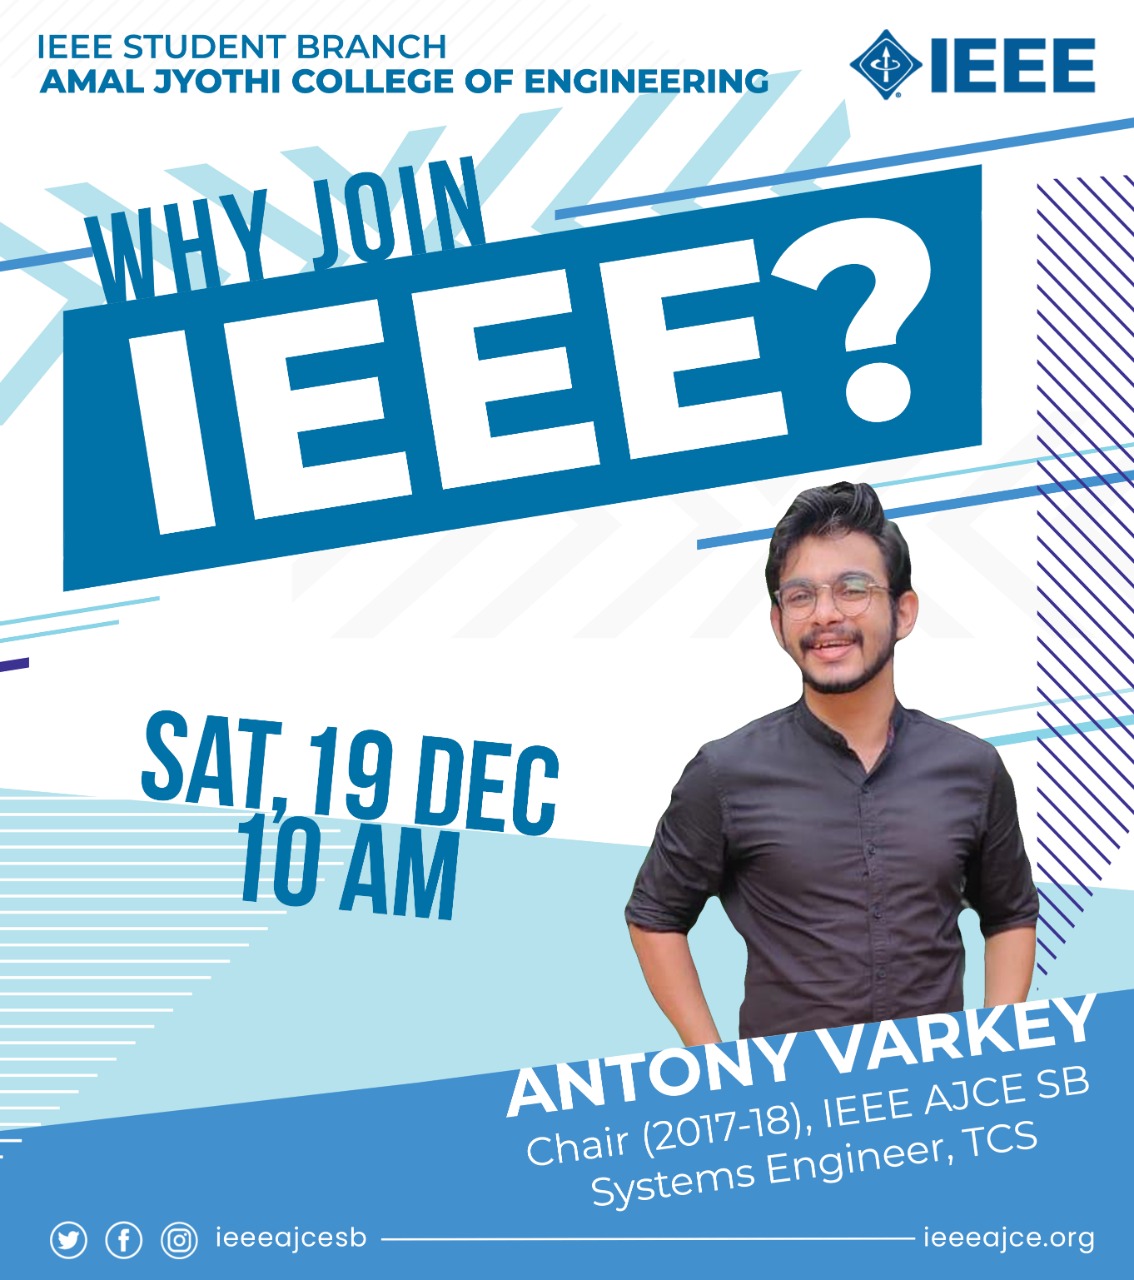 IEEE STUDENT BRANCH
AMAL JYOTHI COLLEGE OF ENGINEERING
IEEE
WHY JOIN
IEEE?
SAT, 19 DEC
10 AM
ANTONY VARKEY
Chair (2017-18), IEEE AJCE SB
Systems Engineer, TCS
ieeeajcesb
ieeeajce.org